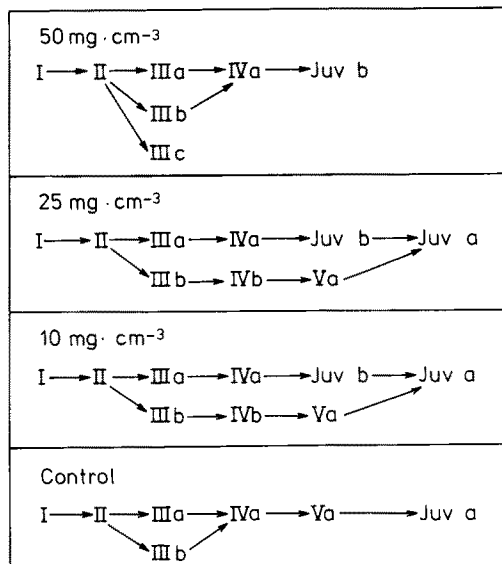 50 mg · cm⁻³
I → II → IIIa → IVa → Juv b
IIIb
IIIc
25 mg · cm⁻³
I → II → IIIa → IVa → Juv b → Juv a
IIIb → IVb → Va
10 mg · cm⁻³
I → II → IIIa → IVa → Juv b → Juv a
IIIb → IVb → Va
Control
I → II → IIIa → IVa → Va → Juv a
IIIb